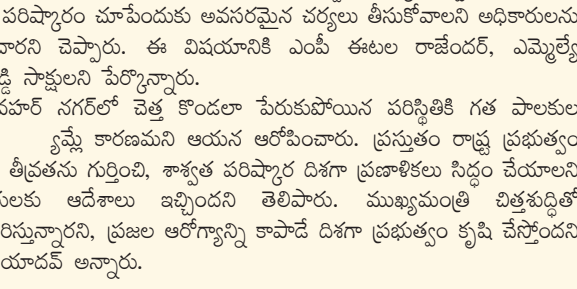 పరిష్కారం చూపేందుకు అవసరమైన చర్యలు తీసుకోవాలని అధికారులను
వారని చెప్పారు. ఈ విషయానికి ఎంపీ ఈటల రాజేందర్, ఎమ్మెల్యే
డ్డి సాక్షులని పేర్కొన్నారు.
వహర్ నగర్‌లో చెత్త కొండలా పేరుకుపోయిన పరిస్థితికి గత పాలకుల
్యమ్లే కారణమని ఆయన ఆరోపించారు. ప్రస్తుతం రాష్ట్ర ప్రభుత్వం
తీవ్రతను గుర్తించి, శాశ్వత పరిష్కార దిశగా ప్రణాళికలు సిద్ధం చేయాలని
రులకు ఆదేశాలు ఇచ్చిందని తెలిపారు. ముఖ్యమంత్రి చిత్తశుద్ధితో
రిస్తున్నారని, ప్రజల ఆరోగ్యాన్ని కాపాడే దిశగా ప్రభుత్వం కృషి చేస్తోందని
యాదవ్ అన్నారు.